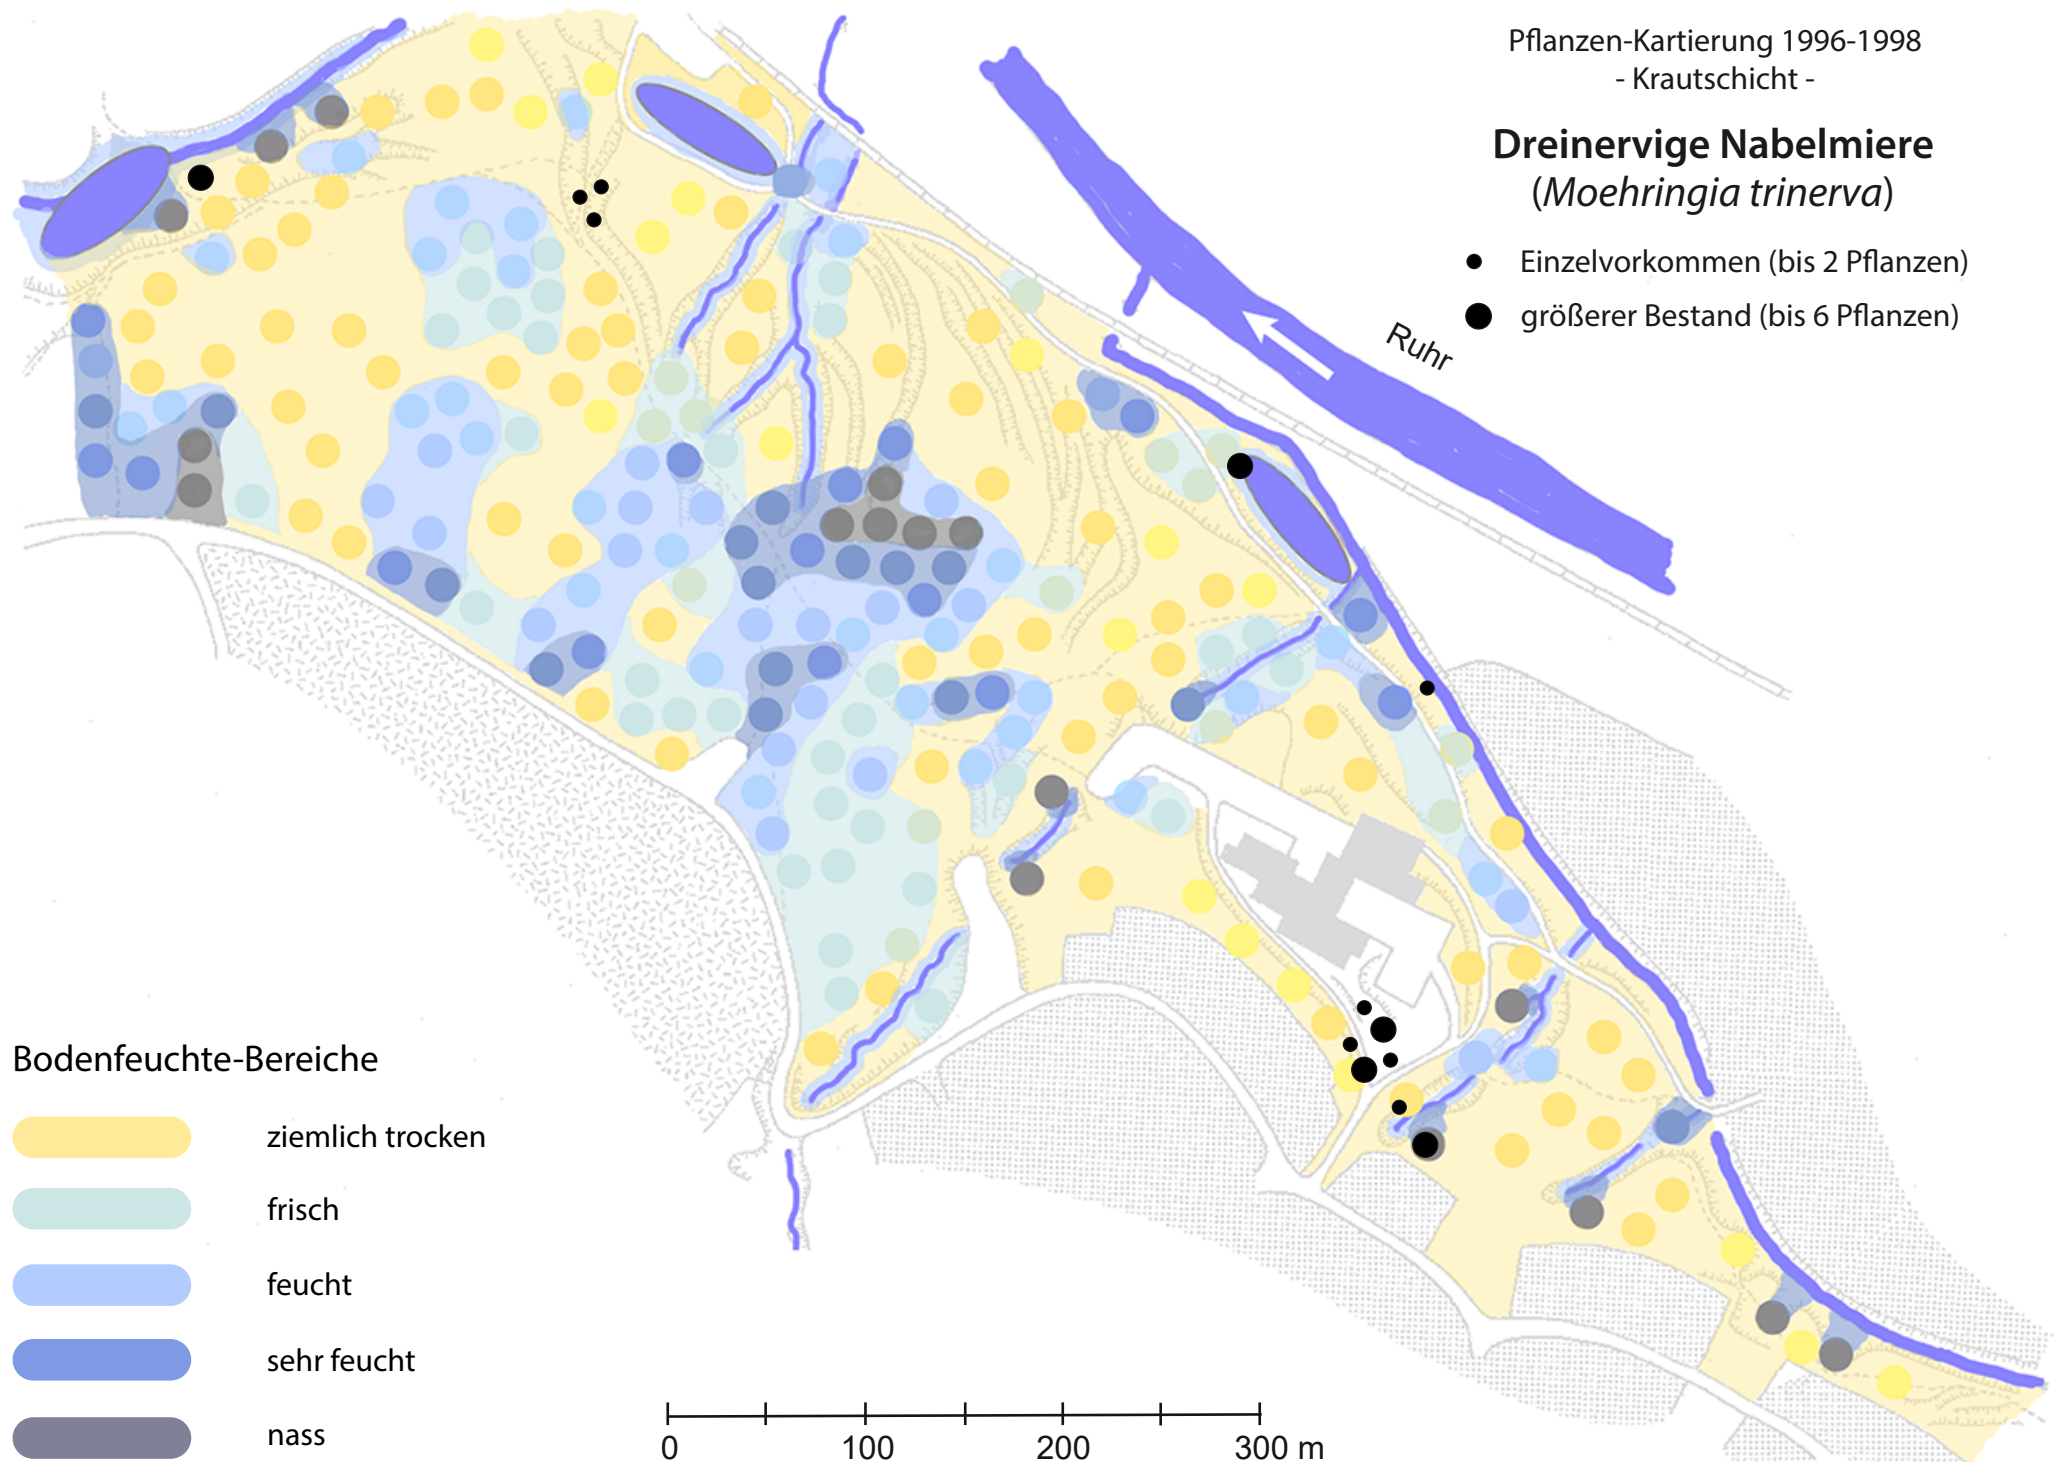 Pflanzen-Kartierung 1996-1998
- Krautschicht -
Dreinervige Nabelmiere
(Moehringia trinerva)
Einzelvorkommen (bis 2 Pflanzen)
größerer Bestand (bis 6 Pflanzen)
Ruhr
Bodenfeuchte-Bereiche
ziemlich trocken
frisch
feucht
sehr feucht
nass
0 100 200 300 m